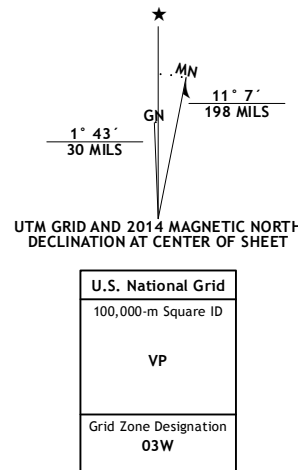 ★
MN
GN
11° 7´
198 MILS
1° 43´
30 MILS
UTM GRID AND 2014 MAGNETIC NORTH
DECLINATION AT CENTER OF SHEET
U.S. National Grid
100,000-m Square ID
VP
Grid Zone Designation
03W